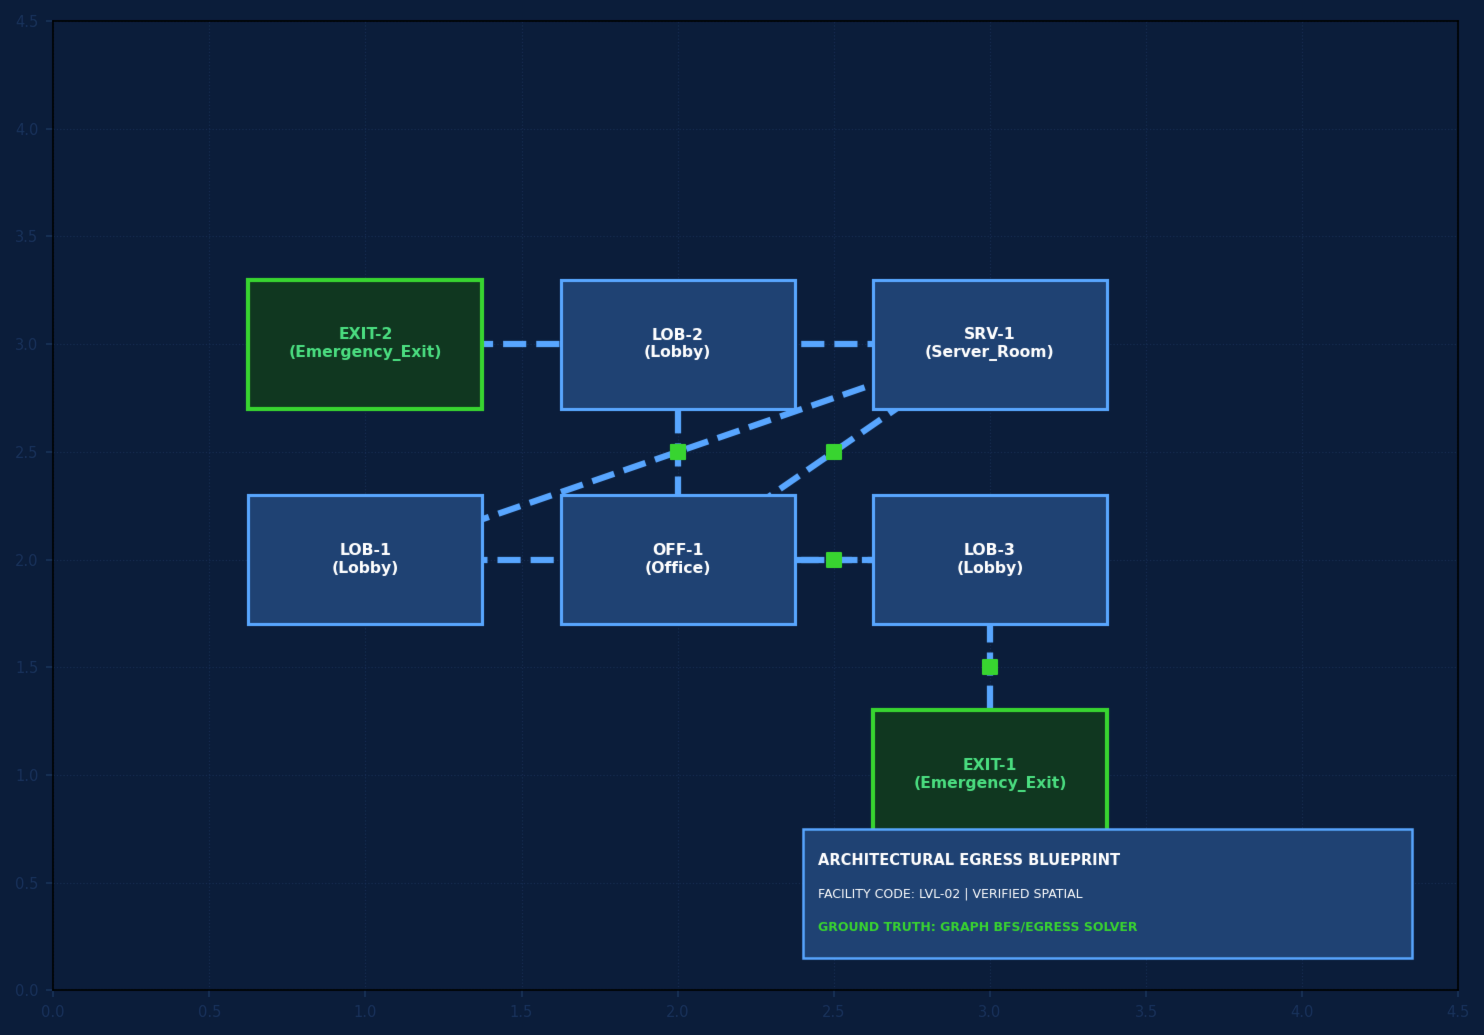 4.5
4.0
3.5
3.0
2.5
2.0
1.5
1.0
0.5
0.0
EXIT-2
(Emergency_Exit)
LOB-2
(Lobby)
SRV-1
(Server_Room)
LOB-1
(Lobby)
OFF-1
(Office)
LOB-3
(Lobby)
EXIT-1
(Emergency_Exit)
ARCHITECTURAL EGRESS BLUEPRINT
FACILITY CODE: LVL-02 | VERIFIED SPATIAL
GROUND TRUTH: GRAPH BFS/EGRESS SOLVER
0.0 0.5 1.0 1.5 2.0 2.5 3.0 3.5 4.0 4.5